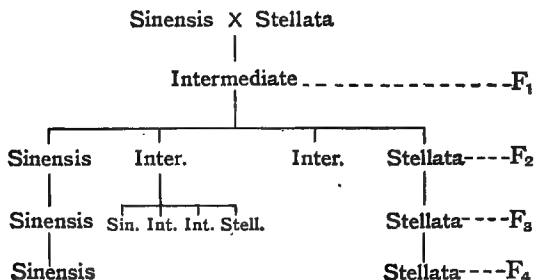 Sinensis X Stellata
Intermediate F₁
Sinensis Inter. Inter. Stellata F₂
Sinensis Sin. Int. Int. Stell. Stellata F₃
Sinensis Stellata F₄